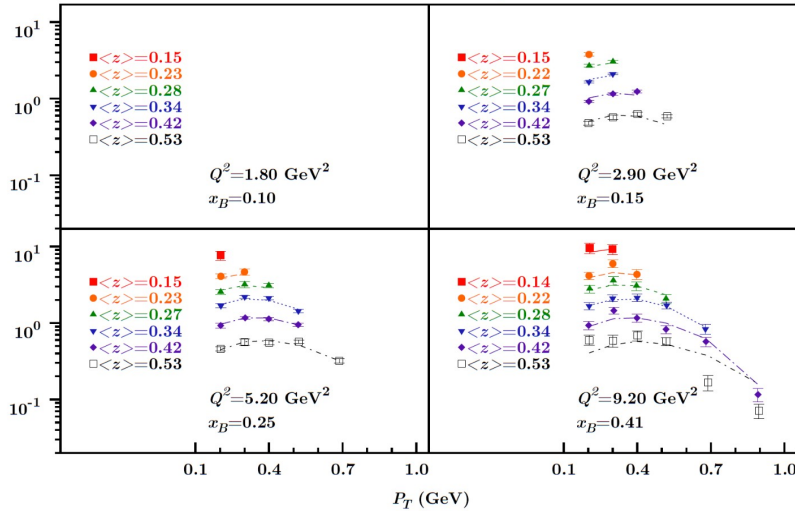 10¹
<z>=0.15 <z>=0.15
<z>=0.23 <z>=0.22
<z>=0.28 <z>=0.27
10⁰
<z>=0.34 <z>=0.34
<z>=0.42 <z>=0.42
<z>=0.53 <z>=0.53
Q²=1.80 GeV² Q²=2.90 GeV²
10⁻¹
x_B=0.10 x_B=0.15
10¹
<z>=0.15 <z>=0.14
<z>=0.23 <z>=0.22
<z>=0.27 <z>=0.28
10⁰
<z>=0.34 <z>=0.34
<z>=0.42 <z>=0.42
<z>=0.53 <z>=0.53
Q²=5.20 GeV² Q²=9.20 GeV²
10⁻¹
x_B=0.25 x_B=0.41
0.1 0.4 0.7 1.0 0.1 0.4 0.7 1.0
P_T (GeV)